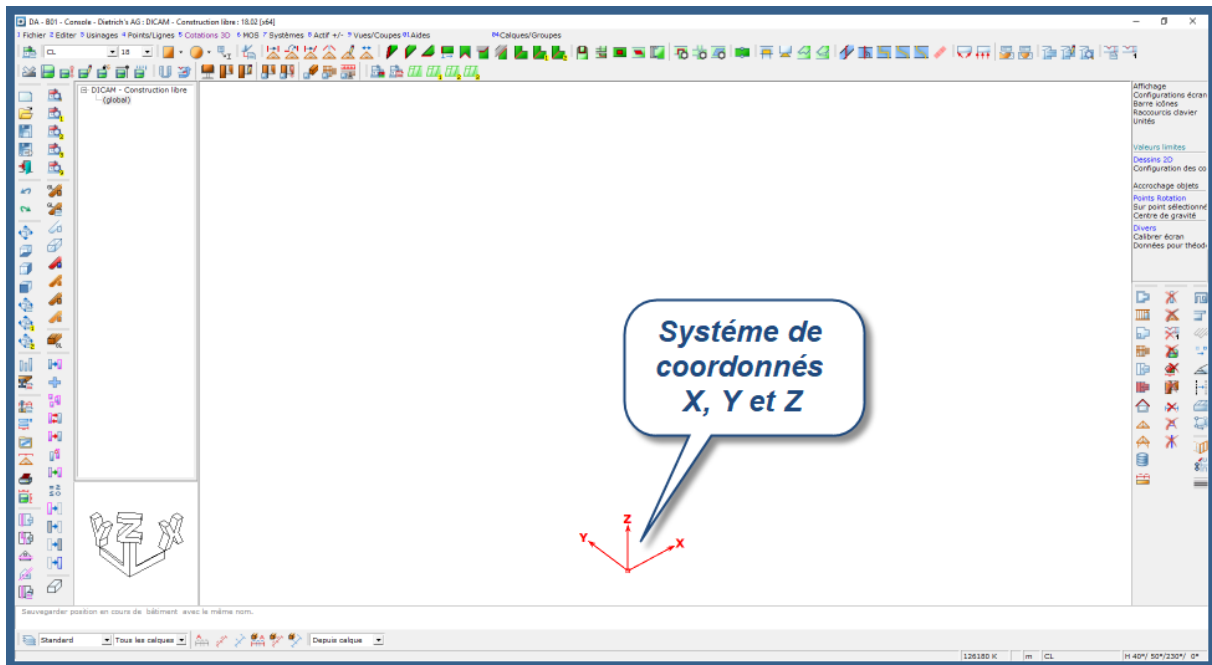 DA - B01 - Console - Dietrich's AG : DICAM - Construction libre : 18.02 [x64]
1 Fichier 2 Editer 3 Usinages 4 Points/Lignes 5 Cotations 3D 6 MOS 7 Systèmes 8 Actif +/- 9 Vues/Coupes 01 Aides 04 Calques/Groupes
CL 18
DICAM - Construction libre
(global)
Affichage
Configurations écran
Barre icônes
Raccourcis clavier
Unités
Valeurs limites
Dessins 2D
Configuration des co
Accrochage objets
Points Rotation
Sur point sélectionné
Centre de gravité
Divers
Calibrer écran
Données pour théod
Systéme de
coordonnés
X, Y et Z
Z
Y
X
Y Z X
Sauvegarder position en cours de bâtiment avec le même nom.
Standard Tous les calques Depuis calque
126180 K m CL H 40°/ 50°/230°/ 0°